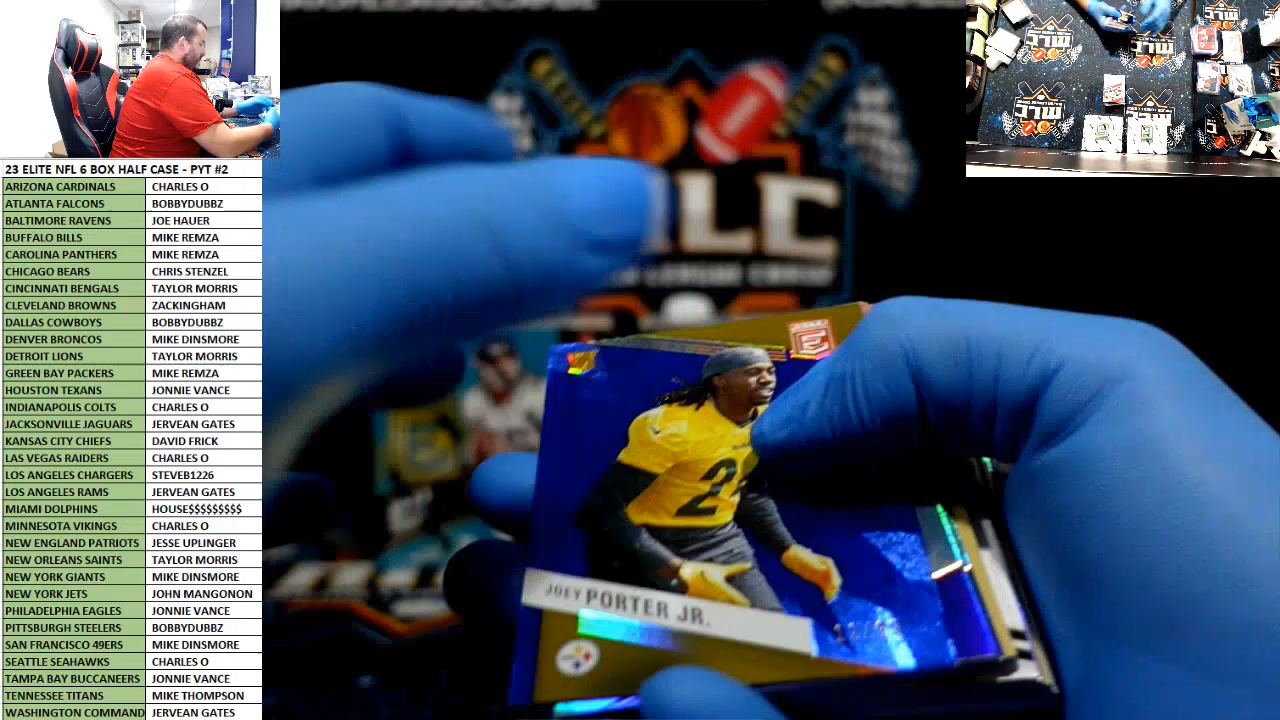 23 ELITE NFL 6 BOX HALF CASE - PYT #2
ARIZONA CARDINALS CHARLES O
ATLANTA FALCONS BOBBYDUBBZ
BALTIMORE RAVENS JOE HAUER
BUFFALO BILLS MIKE REMZA
CAROLINA PANTHERS MIKE REMZA
CHICAGO BEARS CHRIS STENZEL
CINCINNATI BENGALS TAYLOR MORRIS
CLEVELAND BROWNS ZACKINGHAM
DALLAS COWBOYS BOBBYDUBBZ
DENVER BRONCOS MIKE DINSMORE
DETROIT LIONS TAYLOR MORRIS
GREEN BAY PACKERS MIKE REMZA
HOUSTON TEXANS JONNIE VANCE
INDIANAPOLIS COLTS CHARLES O
JACKSONVILLE JAGUARS JERVEAN GATES
KANSAS CITY CHIEFS DAVID FRICK
LAS VEGAS RAIDERS CHARLES O
LOS ANGELES CHARGERS STEVEB1226
LOS ANGELES RAMS JERVEAN GATES
MIAMI DOLPHINS HOUSE$$$$$$$$$
MINNESOTA VIKINGS CHARLES O
NEW ENGLAND PATRIOTS JESSE UPLINGER
NEW ORLEANS SAINTS TAYLOR MORRIS
NEW YORK GIANTS MIKE DINSMORE
NEW YORK JETS JOHN MANGONON
PHILADELPHIA EAGLES JONNIE VANCE
PITTSBURGH STEELERS BOBBYDUBBZ
SAN FRANCISCO 49ERS MIKE DINSMORE
SEATTLE SEAHAWKS CHARLES O
TAMPA BAY BUCCANEERS JONNIE VANCE
TENNESSEE TITANS MIKE THOMPSON
WASHINGTON COMMAND JERVEAN GATES
LC
E
JOEY PORTER JR.